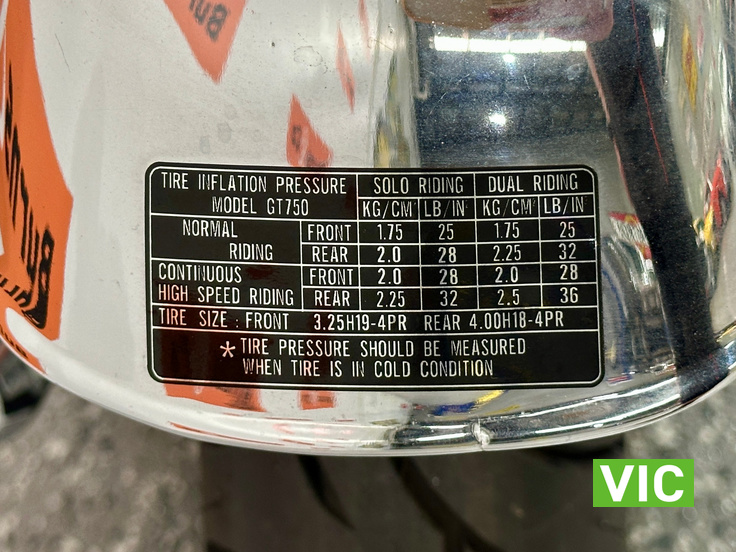 TIRE INFLATION PRESSURE SOLO RIDING DUAL RIDING
MODEL GT750 KG/CM² LB/IN² KG/CM² LB/IN
NORMAL RIDING FRONT 1.75 25 1.75 25
REAR 2.0 28 2.25 32
CONTINUOUS HIGH SPEED RIDING FRONT 2.0 28 2.0 28
REAR 2.25 32 2.5 36
TIRE SIZE : FRONT 3.25H19-4PR REAR 4.00H18-4PR
* TIRE PRESSURE SHOULD BE MEASURED
WHEN TIRE IS IN COLD CONDITION
VIC